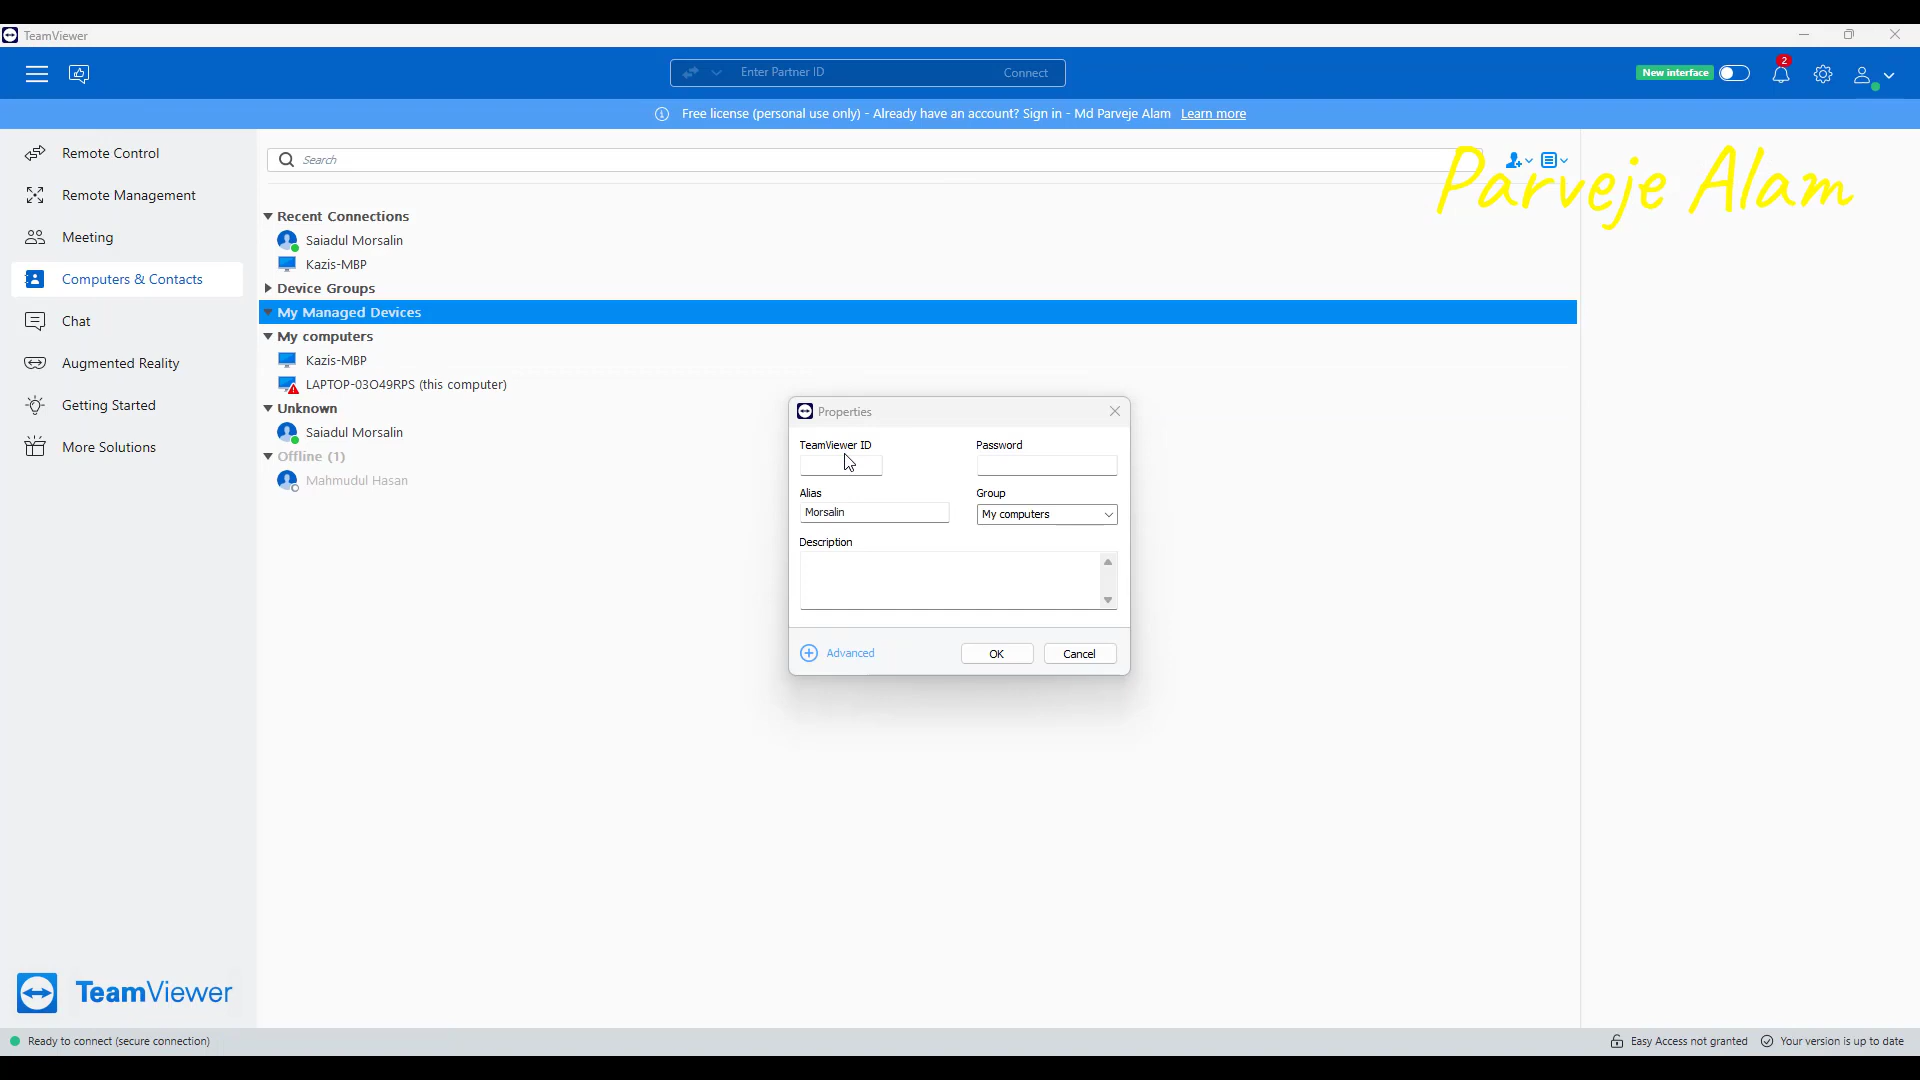 TeamViewer
Enter Partner ID
Connect
New interface
2
Free license (personal use only) - Already have an account? Sign in - Md Parveje Alam Learn more
Remote Control
Remote Management
Meeting
Computers & Contacts
Chat
Augmented Reality
Getting Started
More Solutions
Search
Parveje Alam
Recent Connections
Saiadul Morsalin
Kazis-MBP
Device Groups
My Managed Devices
My computers
Kazis-MBP
LAPTOP-03O49RPS (this computer)
Unknown
Saiadul Morsalin
Offline (1)
Mahmudul Hasan
Properties
TeamViewer ID
Password
Alias
Group
Morsalin
My computers
Description
Advanced
OK
Cancel
TeamViewer
Ready to connect (secure connection)
Easy Access not granted
Your version is up to date